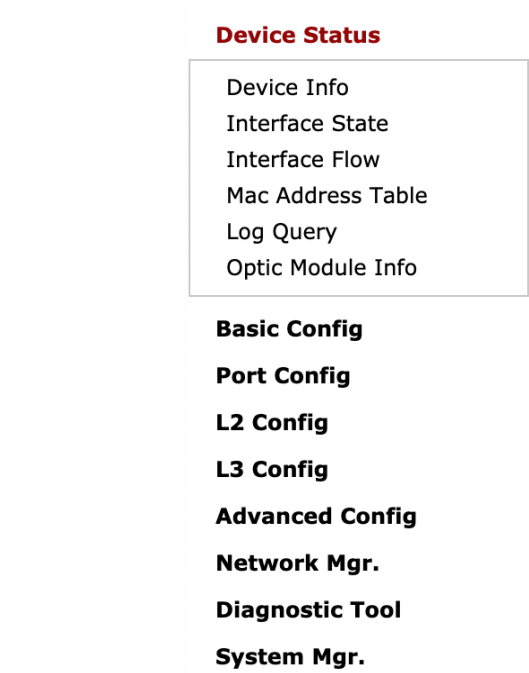 Device Status
Device Info
Interface State
Interface Flow
Mac Address Table
Log Query
Optic Module Info
Basic Config
Port Config
L2 Config
L3 Config
Advanced Config
Network Mgr.
Diagnostic Tool
System Mgr.